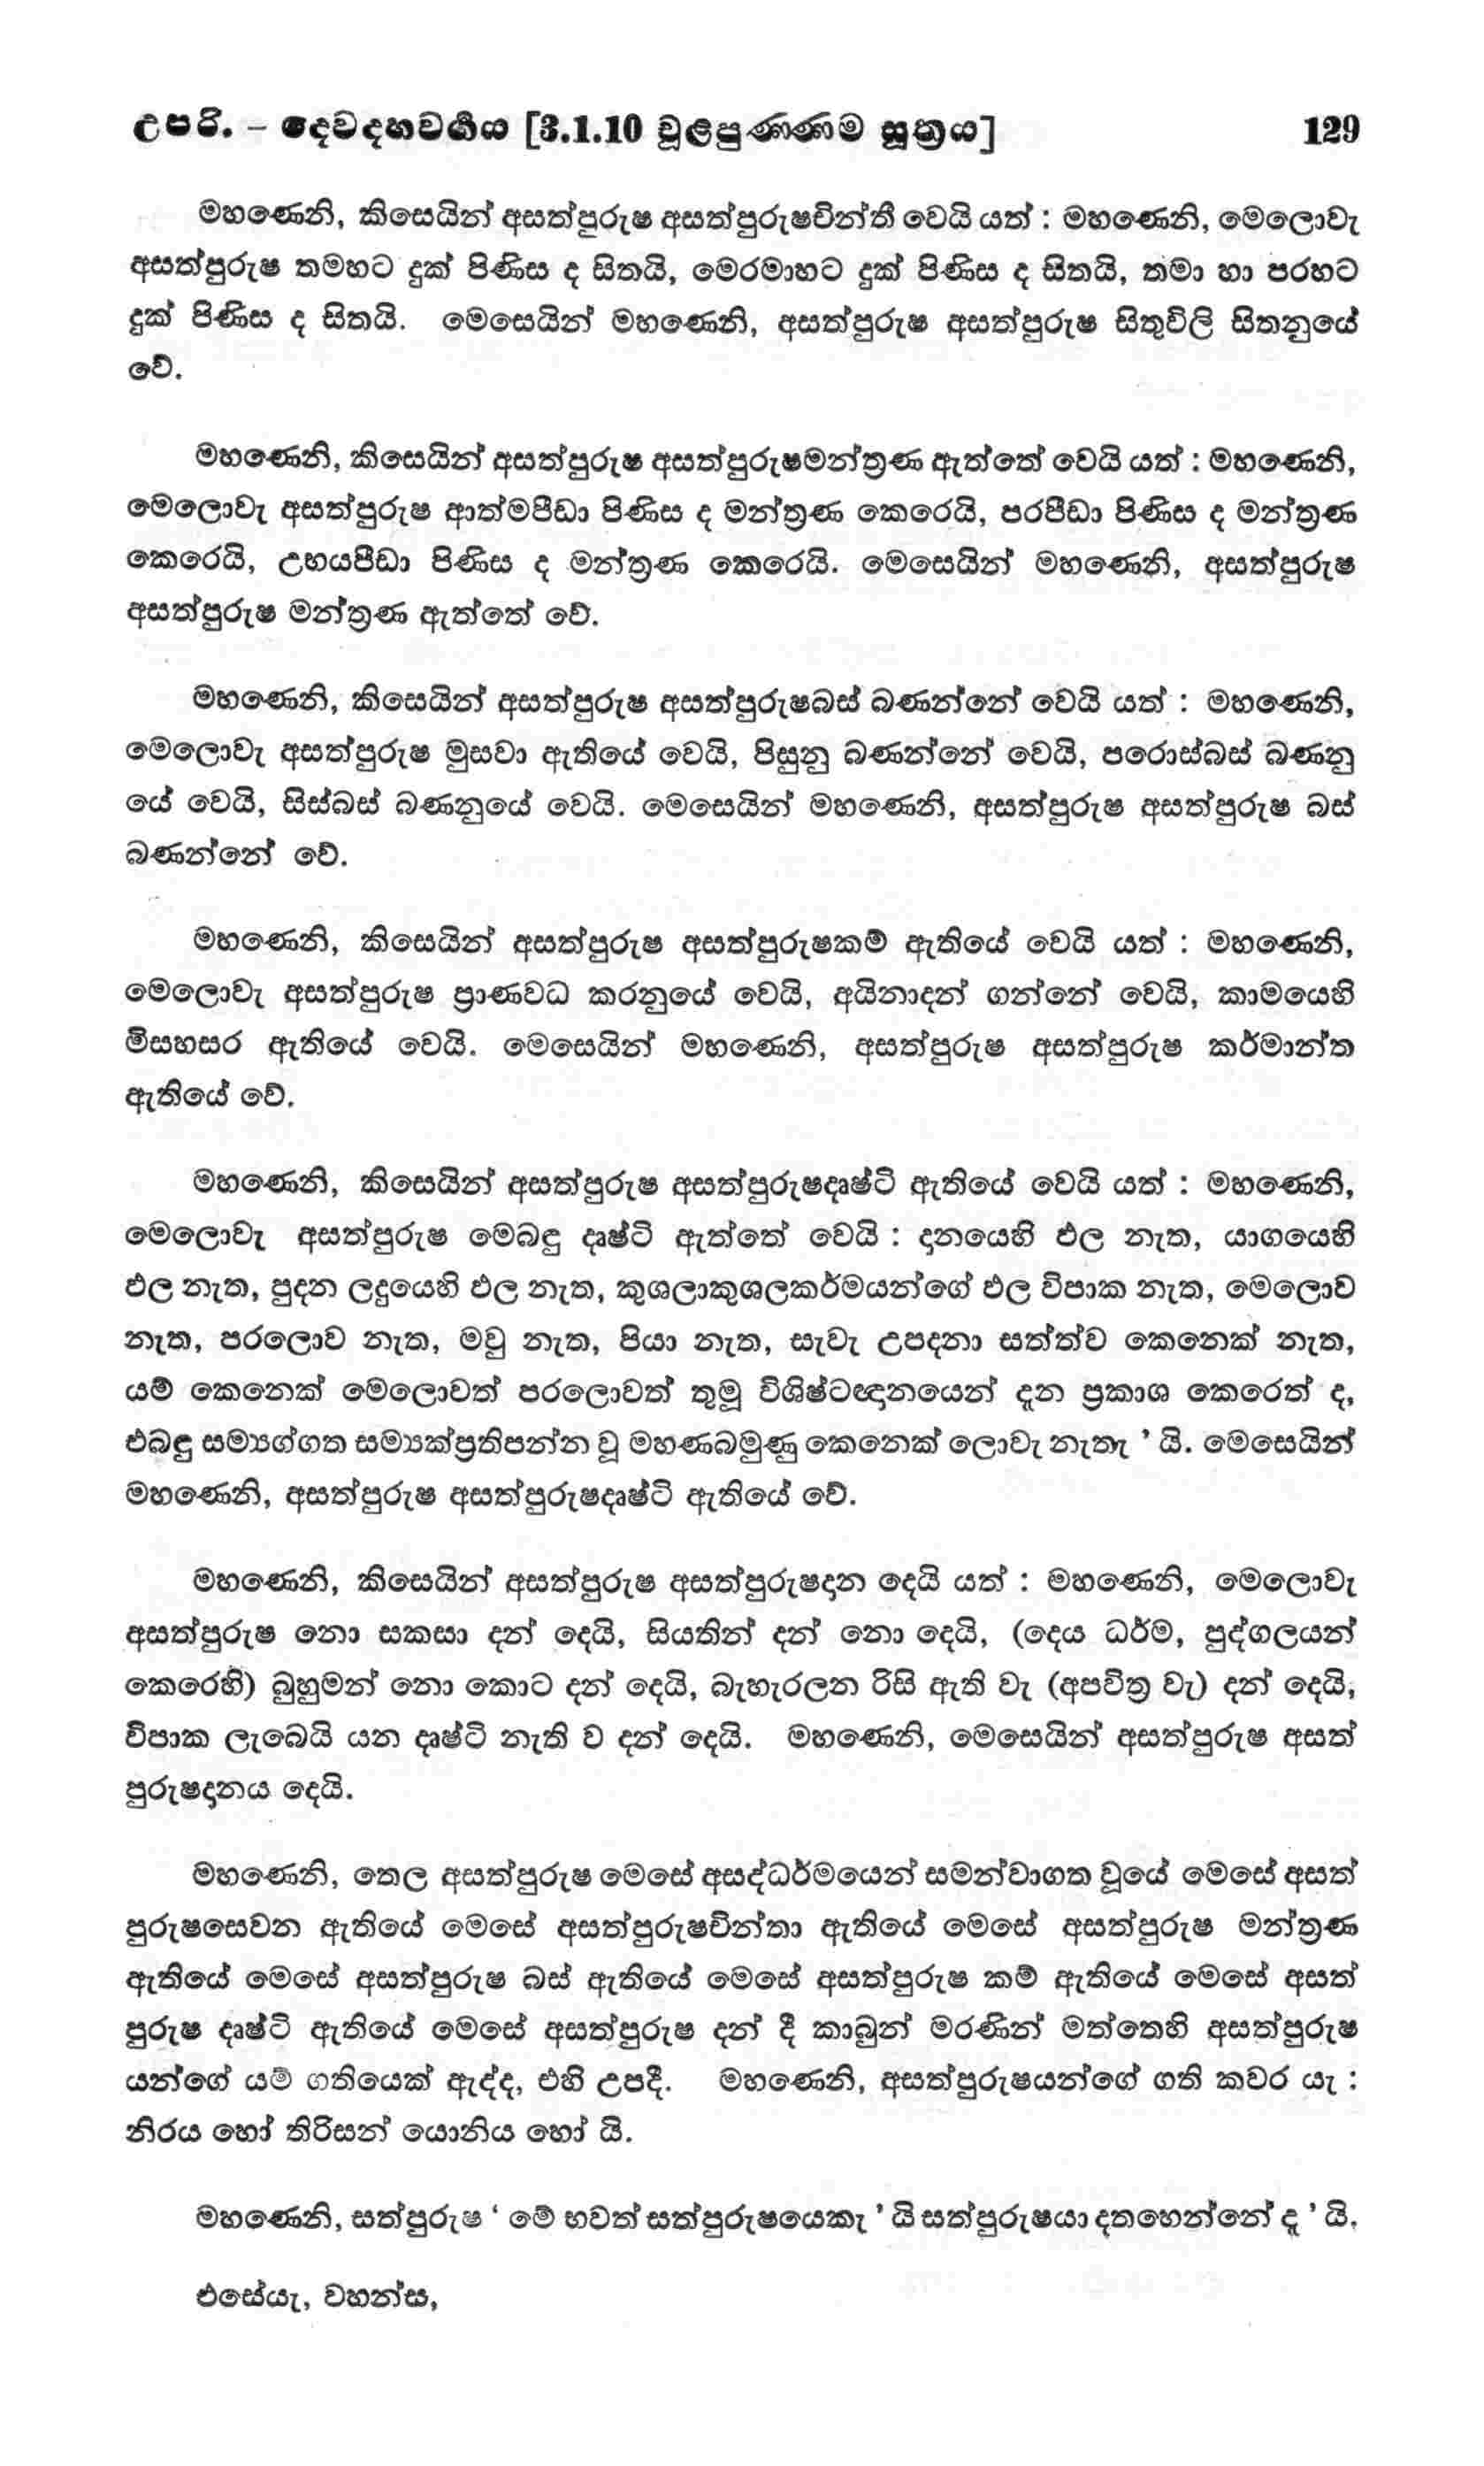 උපරි. – දෙවදහවර්‍ගය [3.1.10 චූළපුණ්ණම සූත්‍රය] 129
මහණෙනි, කිසෙයින් අසත්පුරුෂ අසත්පුරුෂචින්තී වෙයි යත් : මහණෙනි, මෙලොවැ
අසත්පුරුෂ තමහට දුක් පිණිස ද සිතයි, මෙරමාහට දුක් පිණිස ද සිතයි, තමා හා පරහට
දුක් පිණිස ද සිතයි. මෙසෙයින් මහණෙනි, අසත්පුරුෂ අසත්පුරුෂ සිතුවිලි සිතනුයේ
වේ.
මහණෙනි, කිසෙයින් අසත්පුරුෂ අසත්පුරුෂමන්ත්‍රණ ඇත්තේ වෙයි යත් : මහණෙනි,
මෙලොවැ අසත්පුරුෂ ආත්මපීඩා පිණිස ද මන්ත්‍රණ කෙරෙයි, පරපීඩා පිණිස ද මන්ත්‍රණ
කෙරෙයි, උභයපීඩා පිණිස ද මන්ත්‍රණ කෙරෙයි. මෙසෙයින් මහණෙනි, අසත්පුරුෂ
අසත්පුරුෂ මන්ත්‍රණ ඇත්තේ වේ.
මහණෙනි, කිසෙයින් අසත්පුරුෂ අසත්පුරුෂබස් බණන්නේ වෙයි යත් : මහණෙනි,
මෙලොවැ අසත්පුරුෂ මුසවා ඇතියේ වෙයි, පිසුනු බණන්නේ වෙයි, පරොස්බස් බණනු
යේ වෙයි, සිස්බස් බණනුයේ වෙයි. මෙසෙයින් මහණෙනි, අසත්පුරුෂ අසත්පුරුෂ බස්
බණන්නේ වේ.
මහණෙනි, කිසෙයින් අසත්පුරුෂ අසත්පුරුෂකම් ඇතියේ වෙයි යත් : මහණෙනි,
මෙලොවැ අසත්පුරුෂ ප්‍රාණවධ කරනුයේ වෙයි, අයිනාදන් ගන්නේ වෙයි, කාමයෙහි
මිසහසර ඇතියේ වෙයි. මෙසෙයින් මහණෙනි, අසත්පුරුෂ අසත්පුරුෂ කර්මාන්ත
ඇතියේ වේ.
මහණෙනි, කිසෙයින් අසත්පුරුෂ අසත්පුරුෂදෘෂ්ටි ඇතියේ වෙයි යත් : මහණෙනි,
මෙලොවැ අසත්පුරුෂ මෙබඳු දෘෂ්ටි ඇත්තේ වෙයි : දානයෙහි ඵල නැත, යාගයෙහි
ඵල නැත, පුදන ලදුයෙහි ඵල නැත, කුශලාකුශලකර්මයන්ගේ ඵල විපාක නැත, මෙලොව
නැත, පරලොව නැත, මවු නැත, පියා නැත, සැවැ උපදනා සත්ත්ව කෙනෙක් නැත,
යම් කෙනෙක් මෙලොවත් පරලොවත් තුමූ විශිෂ්ටඥානයෙන් දැන ප්‍රකාශ කෙරෙත් ද,
එබඳු සම්‍යග්ගත සම්‍යක්ප්‍රතිපන්න වූ මහණබමුණු කෙනෙක් ලොවැ නැතැ ’ යි. මෙසෙයින්
මහණෙනි, අසත්පුරුෂ අසත්පුරුෂදෘෂ්ටි ඇතියේ වේ.
මහණෙනි, කිසෙයින් අසත්පුරුෂ අසත්පුරුෂදාන දෙයි යත් : මහණෙනි, මෙලොවැ
අසත්පුරුෂ නො සකසා දන් දෙයි, සියතින් දන් නො දෙයි, (දෙය ධර්ම, පුද්ගලයන්
කෙරෙහි) බුහුමන් නො කොට දන් දෙයි, බැහැරලන රිසි ඇති වැ (අපවිත්‍ර වැ) දන් දෙයි,
විපාක ලැබෙයි යන දෘෂ්ටි නැති ව දන් දෙයි. මහණෙනි, මෙසෙයින් අසත්පුරුෂ අසත්
පුරුෂදානය දෙයි.
මහණෙනි, තෙල අසත්පුරුෂ මෙසේ අසද්ධර්මයෙන් සමන්වාගත වූයේ මෙසේ අසත්
පුරුෂසෙවන ඇතියේ මෙසේ අසත්පුරුෂචින්තා ඇතියේ මෙසේ අසත්පුරුෂ මන්ත්‍රණ
ඇතියේ මෙසේ අසත්පුරුෂ බස් ඇතියේ මෙසේ අසත්පුරුෂ කම් ඇතියේ මෙසේ අසත්
පුරුෂ දෘෂ්ටි ඇතියේ මෙසේ අසත්පුරුෂ දන් දී කාබුන් මරණින් මත්තෙහි අසත්පුරුෂ
යන්ගේ යම් ගතියෙක් ඇද්ද, එහි උපදී. මහණෙනි, අසත්පුරුෂයන්ගේ ගති කවර යැ :
නිරය හෝ තිරිසන් යොනිය හෝ යි.
මහණෙනි, සත්පුරුෂ ‘ මේ භවත් සත්පුරුෂයෙකැ ’ යි සත්පුරුෂයා දතහෙන්නේ දැ ’ යි.
එසේයැ, වහන්ස,